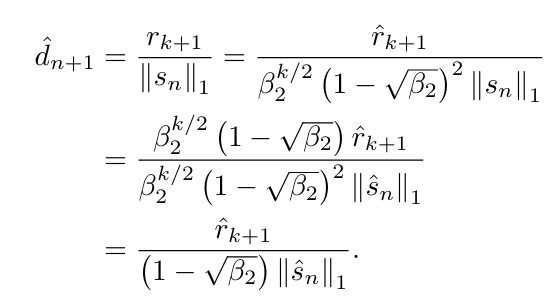 \hat{d}_{n+1} = \frac{r_{k+1}}{\|s_n\|_1} = \frac{\hat{r}_{k+1}}{\beta_2^{k/2} \left(1 - \sqrt{\beta_2}\right)^2 \|s_n\|_1}
= \frac{\beta_2^{k/2} \left(1 - \sqrt{\beta_2}\right) \hat{r}_{k+1}}{\beta_2^{k/2} \left(1 - \sqrt{\beta_2}\right)^2 \|\hat{s}_n\|_1}
= \frac{\hat{r}_{k+1}}{\left(1 - \sqrt{\beta_2}\right) \|\hat{s}_n\|_1}.